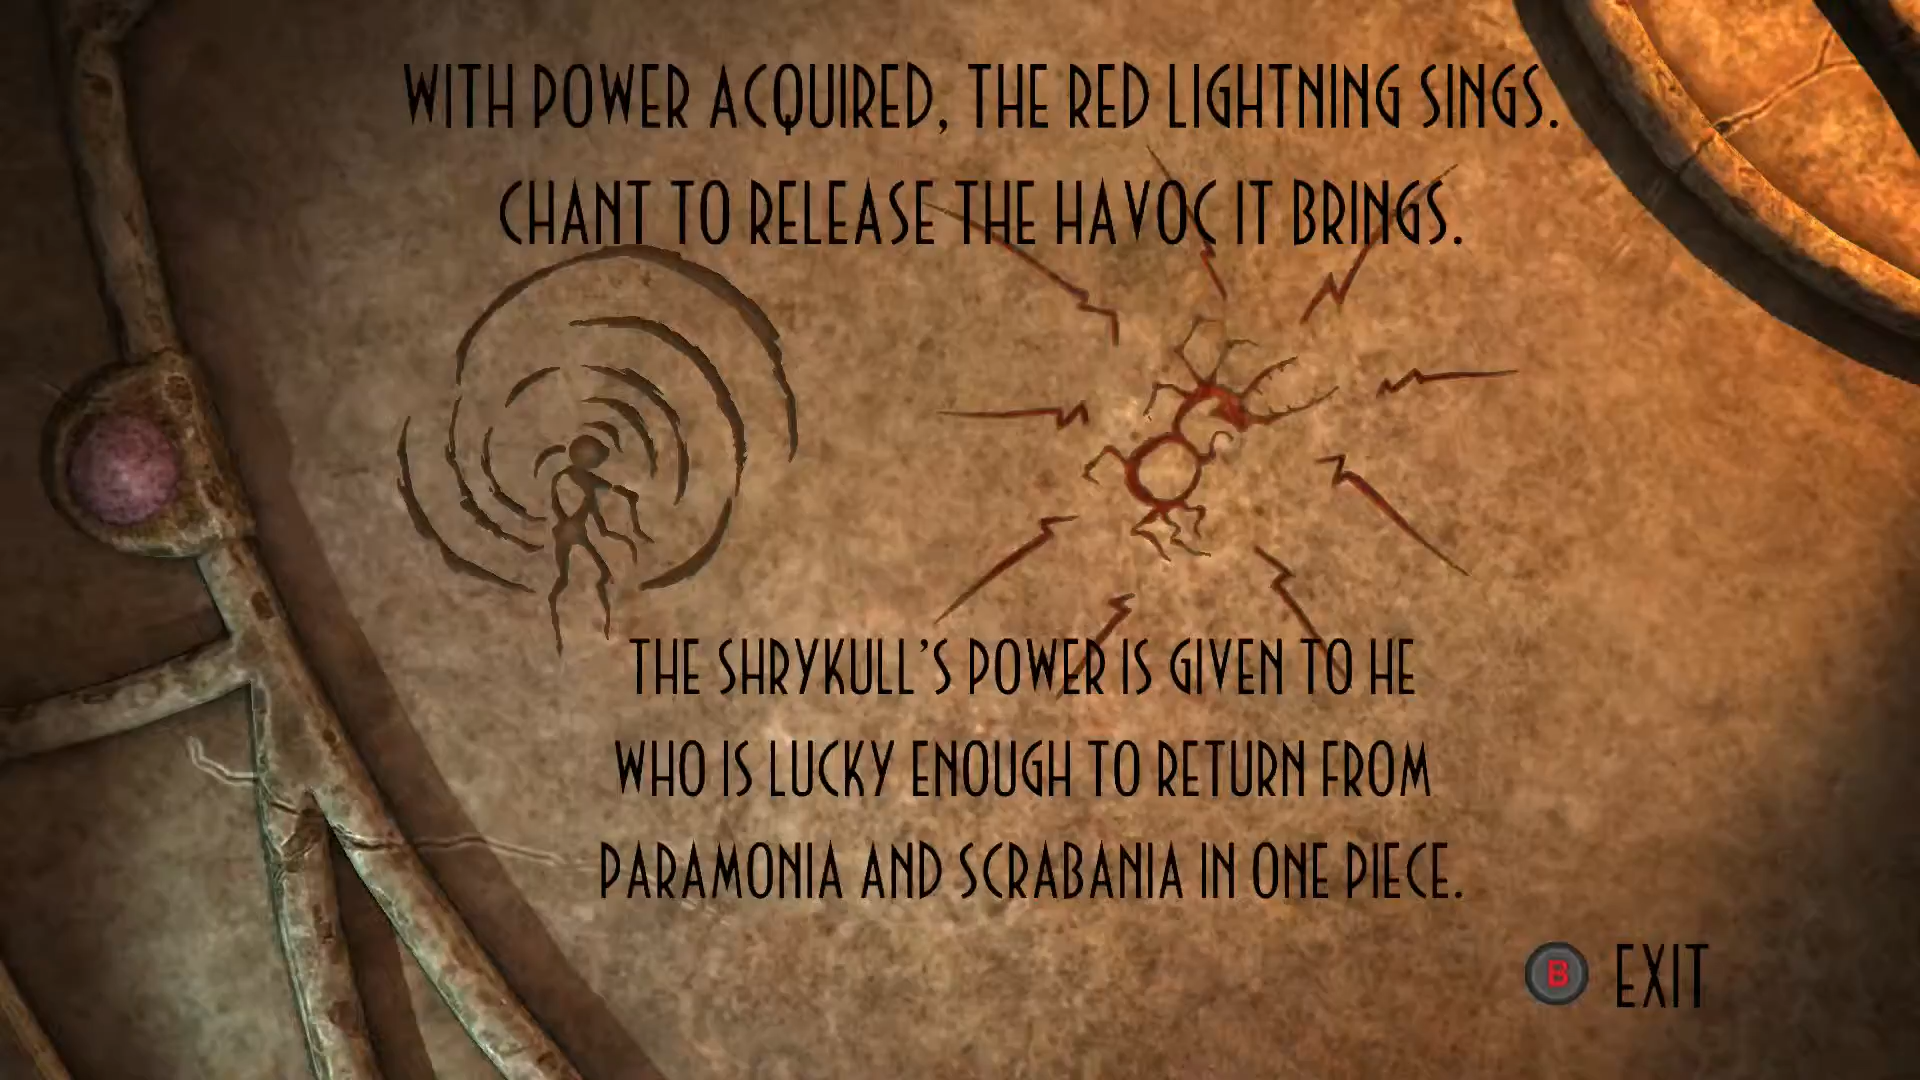 WITH POWER ACQUIRED, THE RED LIGHTNING SINGS.
CHANT TO RELEASE THE HAVOC IT BRINGS.
THE SHRYKULL'S POWER IS GIVEN TO HE
WHO IS LUCKY ENOUGH TO RETURN FROM
PARAMONIA AND SCRABANIA IN ONE PIECE.
B EXIT